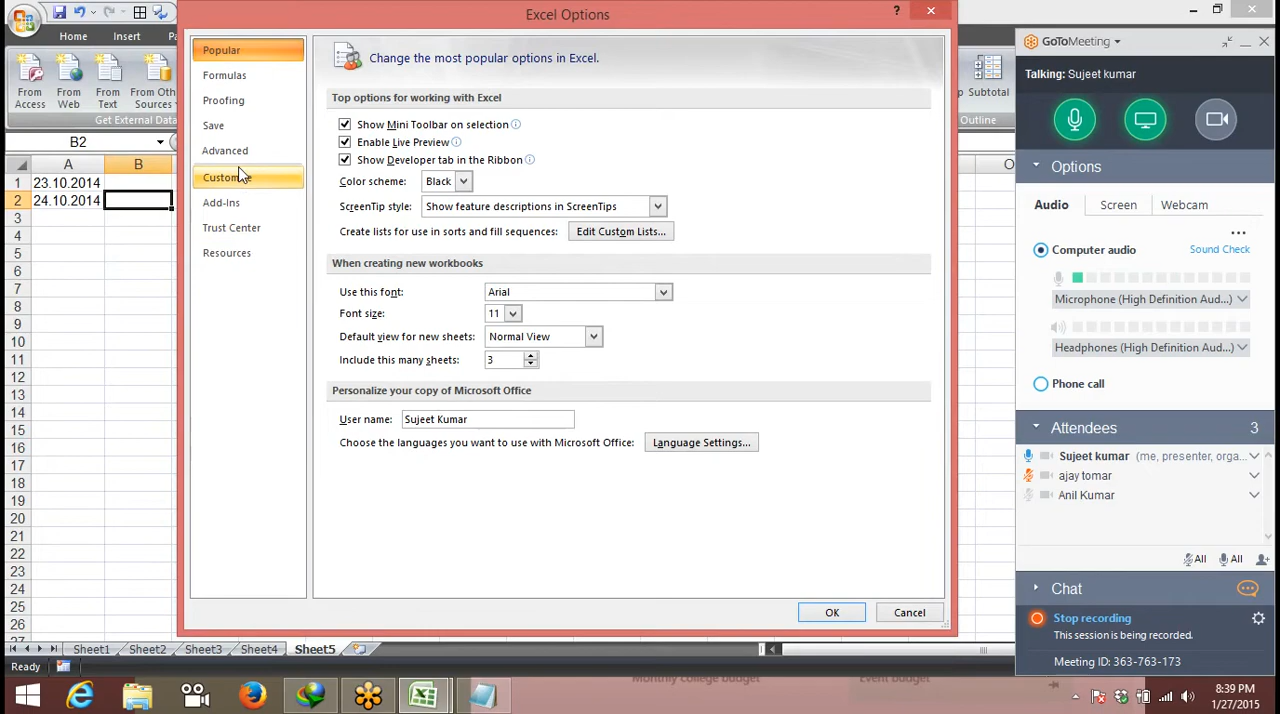 Excel Options
?
Home Insert
GoToMeeting
Popular
Change the most popular options in Excel.
Talking: Sujeet kumar
Formulas
From Access
From Web
From Text
From Other Sources
Subtotal
Top options for working with Excel
Proofing
Get External Data
Outline
Save
Show Mini Toolbar on selection
B2
Enable Live Preview
Advanced
Show Developer tab in the Ribbon
Options
A B
O
Customize
Color scheme: Black
1 23.10.2014
2 24.10.2014
Add-Ins
ScreenTip style: Show feature descriptions in ScreenTips
Audio Screen Webcam
Trust Center
Create lists for use in sorts and fill sequences: Edit Custom Lists...
Resources
Computer audio Sound Check
When creating new workbooks
Use this font: Arial
Microphone (High Definition Aud...)
Font size: 11
Default view for new sheets: Normal View
Headphones (High Definition Aud...)
Include this many sheets: 3
Phone call
Personalize your copy of Microsoft Office
User name: Sujeet Kumar
Attendees 3
Choose the languages you want to use with Microsoft Office: Language Settings...
Sujeet kumar (me, presenter, orga...
ajay tomar
Anil Kumar
3
4
5
6
7
8
9
10
11
12
13
14
15
16
17
18
19
20
21
22
23
24
25
26
27
All All
Chat
OK Cancel
Stop recording
This session is being recorded.
Meeting ID: 363-763-173
Sheet1 Sheet2 Sheet3 Sheet4 Sheet5
Ready
Monthly college budget Event budget
8:39 PM
1/27/2015